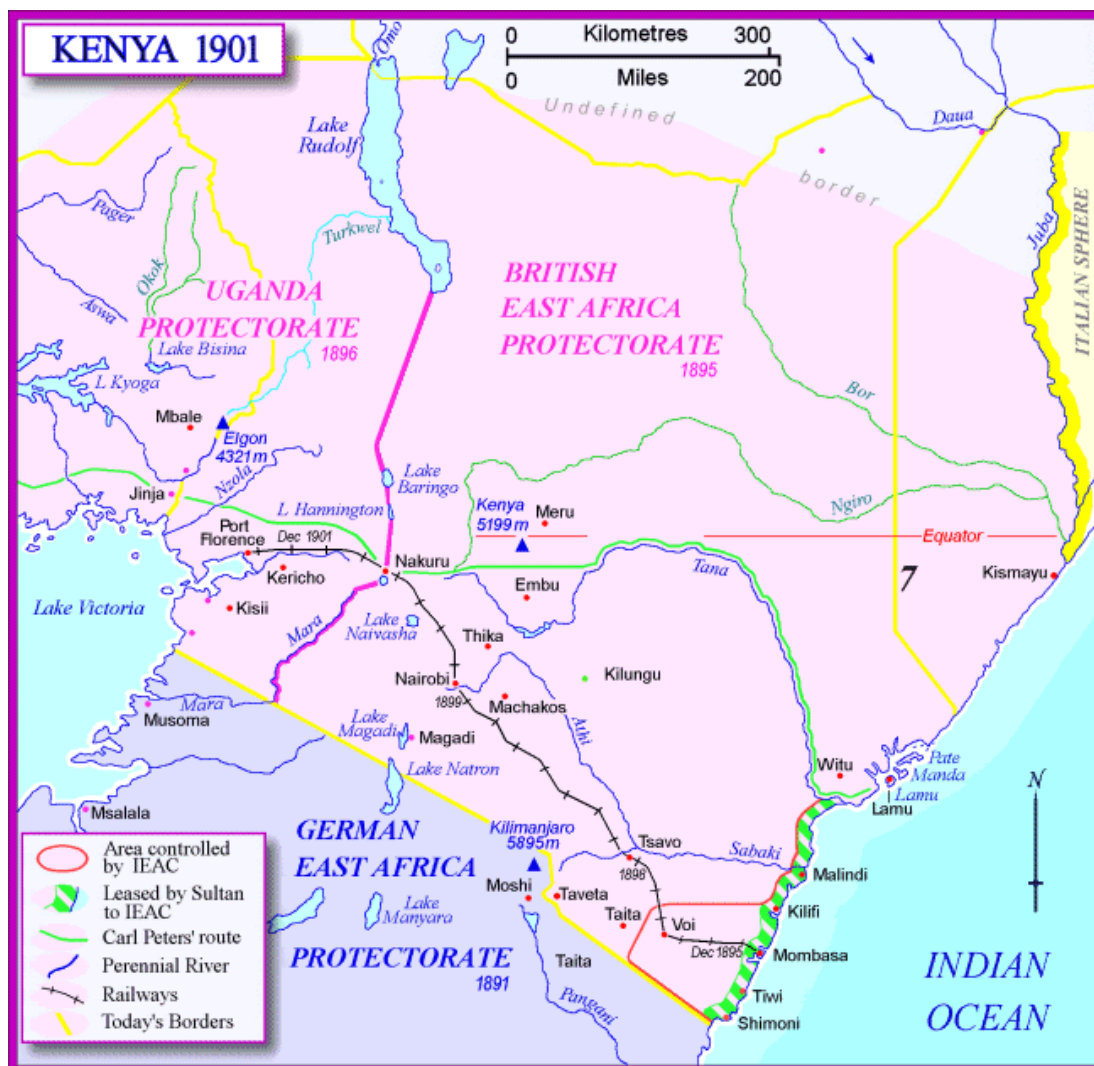 KENYA 1901
0 Kilometres 300
0 Miles 200
Omo
Undefined
border
Daua
Lake
Rudolf
Juba
ITALIAN SPHERE
Pager
Turkwel
Okok
Aswa
UGANDA
PROTECTORATE
1896
BRITISH
EAST AFRICA
PROTECTORATE
1895
Lake Bisina
L Kyoga
Bor
Mbale
Elgon
4321m
Nzola
Lake
Baringo
Jinja
L Hannington
Kenya
5199m
Meru
Ngiro
Port
Florence
Dec 1901
Equator
Nakuru
Tana
Kericho
Embu
7
Kismayu
Lake Victoria
Kisii
Mara
Lake
Naivasha
Thika
Kilungu
Nairobi
1899
Machakos
Athi
Mara
Musoma
Lake
Magadi
Magadi
Lake Natron
Witu
Pate
Manda
Lamu
Lamu
N
Msalala
GERMAN
EAST AFRICA
PROTECTORATE
1891
Kilimanjaro
5895m
Tsavo
1898
Sabaki
Malindi
Moshi
Taveta
Lake
Manyara
Taita
Voi
Kilifi
Dec 1895
Mombasa
Taita
Pangani
Tiwi
Shimoni
INDIAN
OCEAN
Area controlled
by IEAC
Leased by Sultan
to IEAC
Carl Peters' route
Perennial River
Railways
Today's Borders